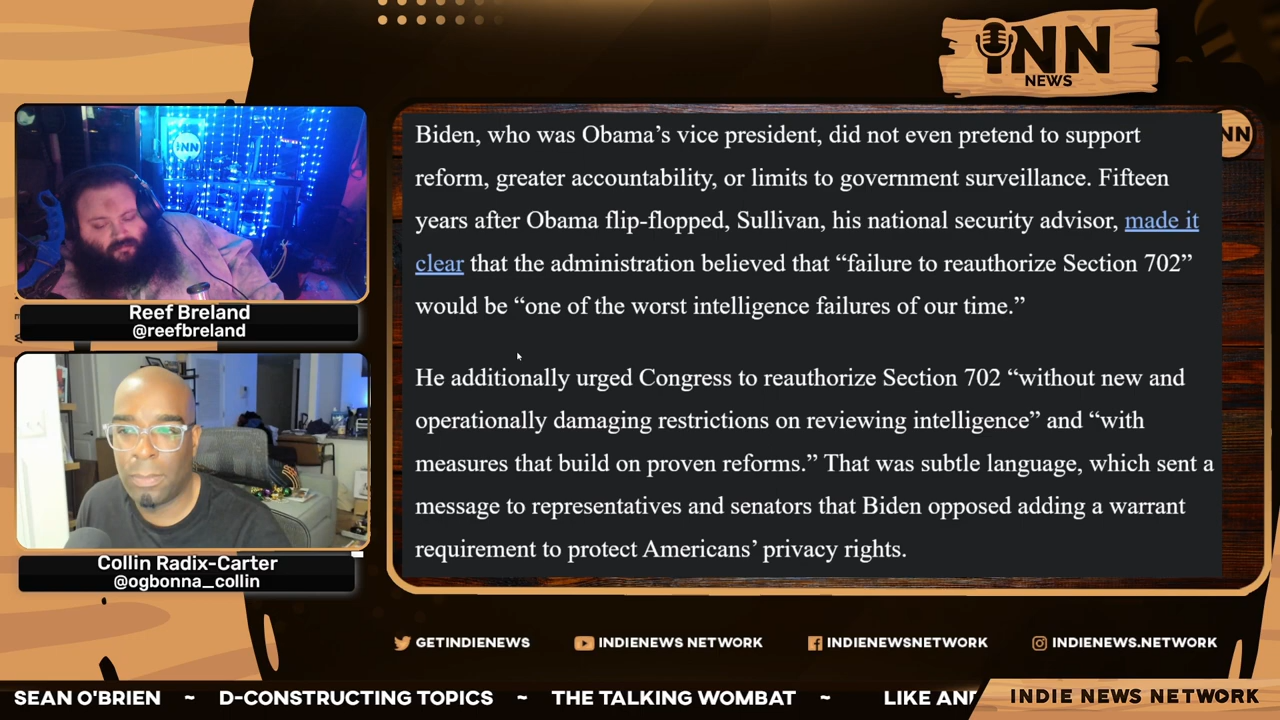 iNN
NEWS
iNN
NN
Biden, who was Obama’s vice president, did not even pretend to support
reform, greater accountability, or limits to government surveillance. Fifteen
years after Obama flip-flopped, Sullivan, his national security advisor, made it
clear that the administration believed that “failure to reauthorize Section 702”
would be “one of the worst intelligence failures of our time.”
He additionally urged Congress to reauthorize Section 702 “without new and
operationally damaging restrictions on reviewing intelligence” and “with
measures that build on proven reforms.” That was subtle language, which sent a
message to representatives and senators that Biden opposed adding a warrant
requirement to protect Americans’ privacy rights.
Reef Breland
@reefbreland
Collin Radix-Carter
@ogbonna_collin
GETINDIENEWS
INDIENEWS NETWORK
INDIENEWSNETWORK
INDIENEWS.NETWORK
SEAN O'BRIEN ~ D-CONSTRUCTING TOPICS ~ THE TALKING WOMBAT ~ LIKE AND
INDIE NEWS NETWORK